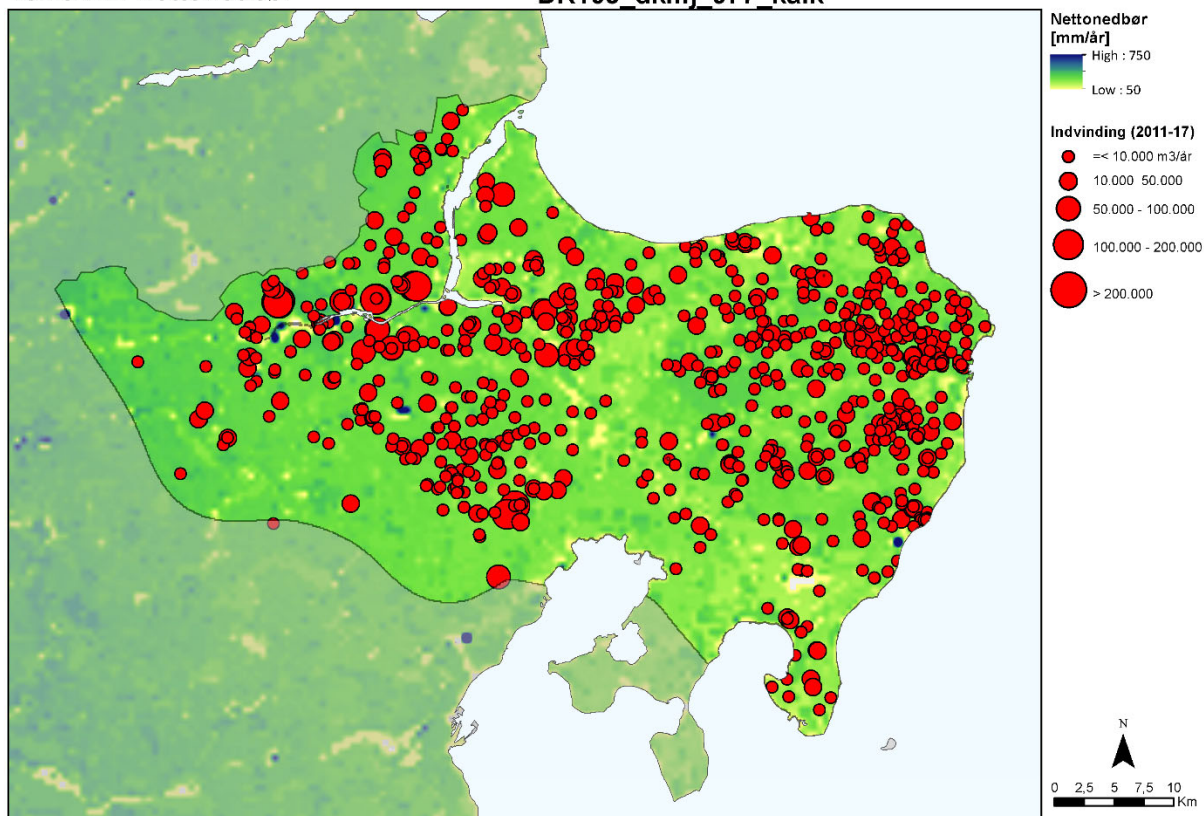 Nettonedbør
[mm/år]
High : 750
Low : 50
Indvinding (2011-17)
=< 10.000 m3/år
10.000 50.000
50.000 - 100.000
100.000 - 200.000
> 200.000
N
0 2,5 5 7,5 10
Km